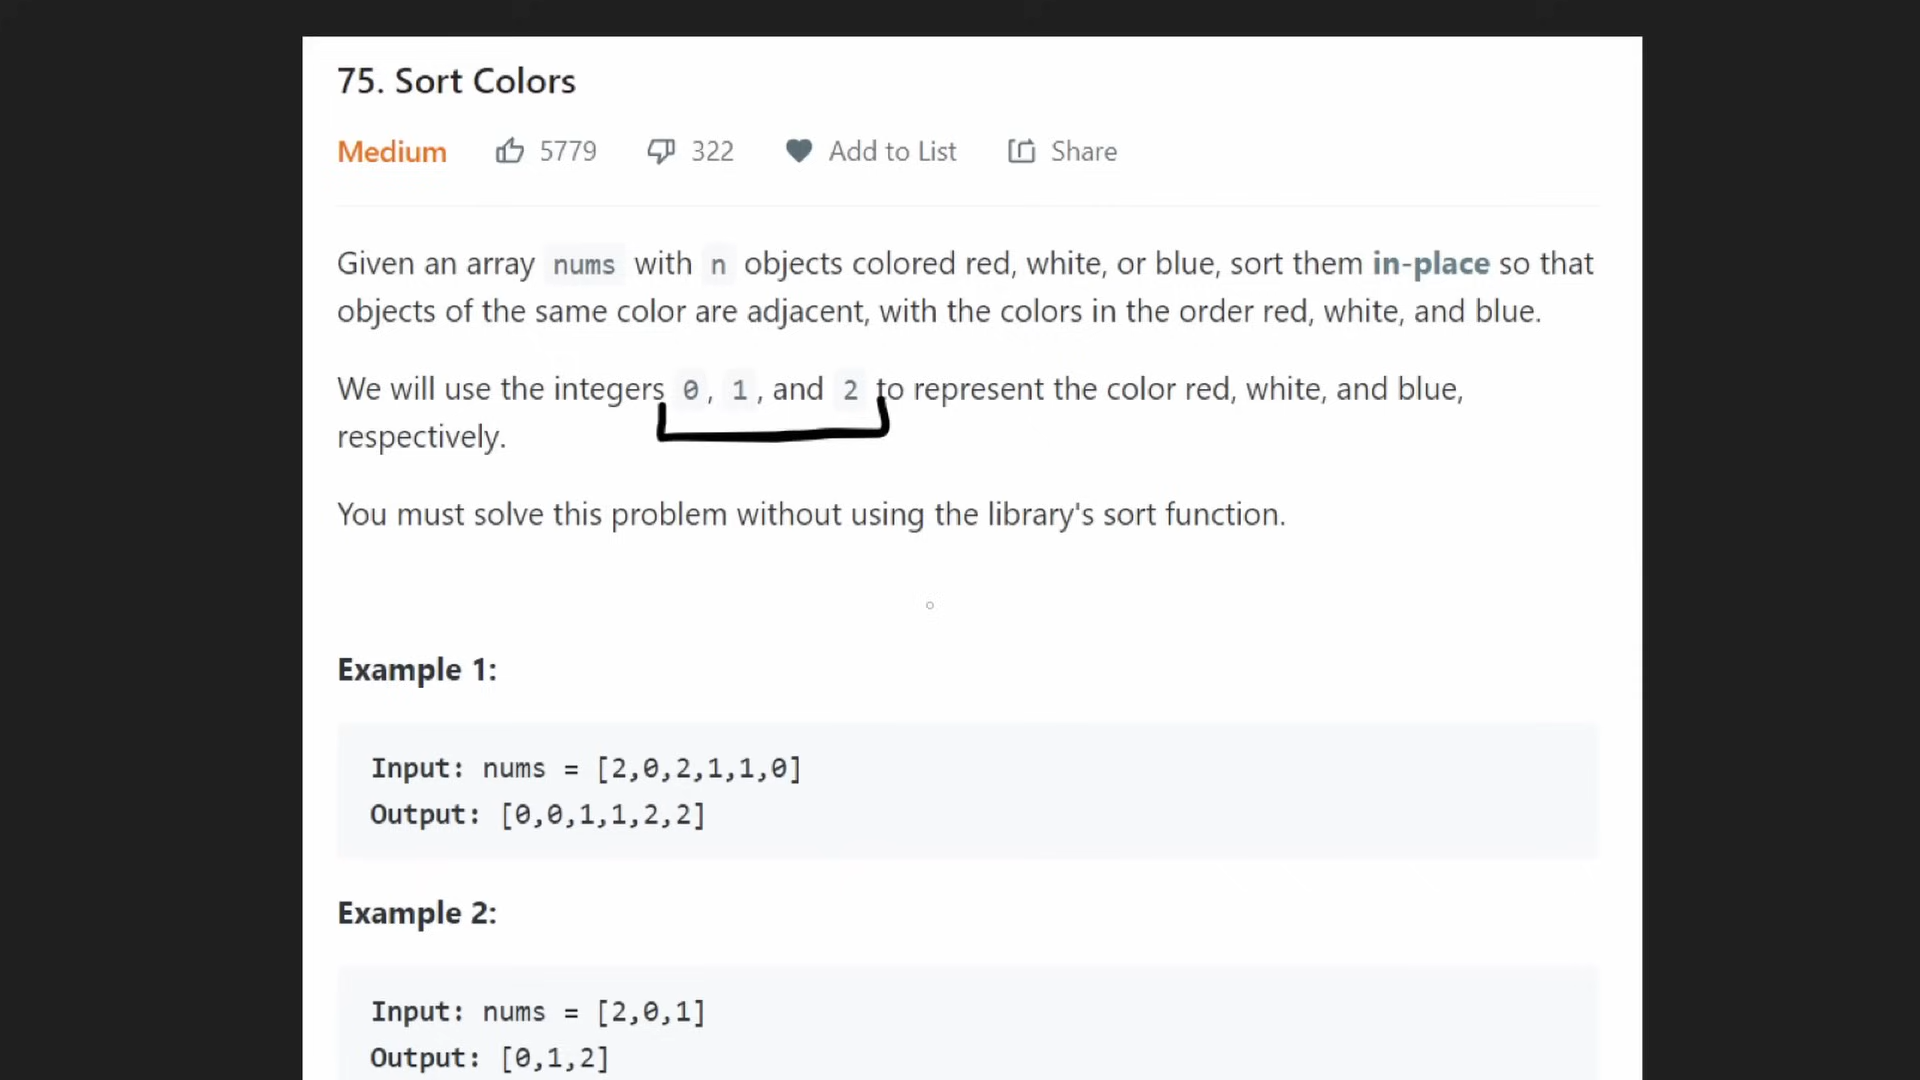 75. Sort Colors
Medium 5779 322 Add to List Share
Given an array nums with n objects colored red, white, or blue, sort them in-place so that
objects of the same color are adjacent, with the colors in the order red, white, and blue.
We will use the integers 0, 1, and 2 to represent the color red, white, and blue,
respectively.
You must solve this problem without using the library's sort function.
Example 1:
Input: nums = [2,0,2,1,1,0]
Output: [0,0,1,1,2,2]
Example 2:
Input: nums = [2,0,1]
Output: [0,1,2]